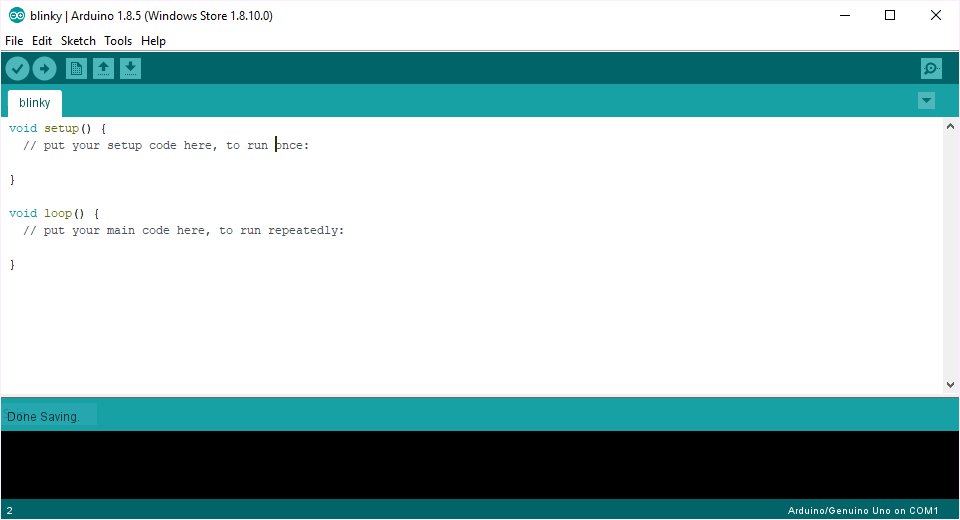 blinky | Arduino 1.8.5 (Windows Store 1.8.10.0)
File Edit Sketch Tools Help
blinky
void setup() {
  // put your setup code here, to run once:

}

void loop() {
  // put your main code here, to run repeatedly:

}
Done Saving.
2 Arduino/Genuino Uno on COM1